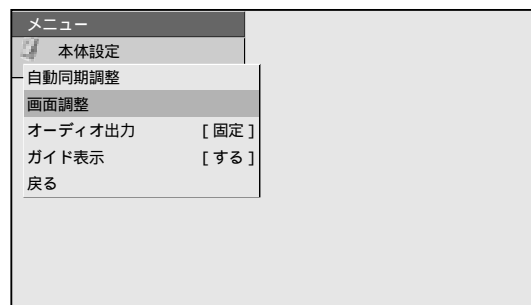 メニュー
本体設定
自動同期調整
画面調整
オーディオ出力 [固定]
ガイド表示 [する]
戻る